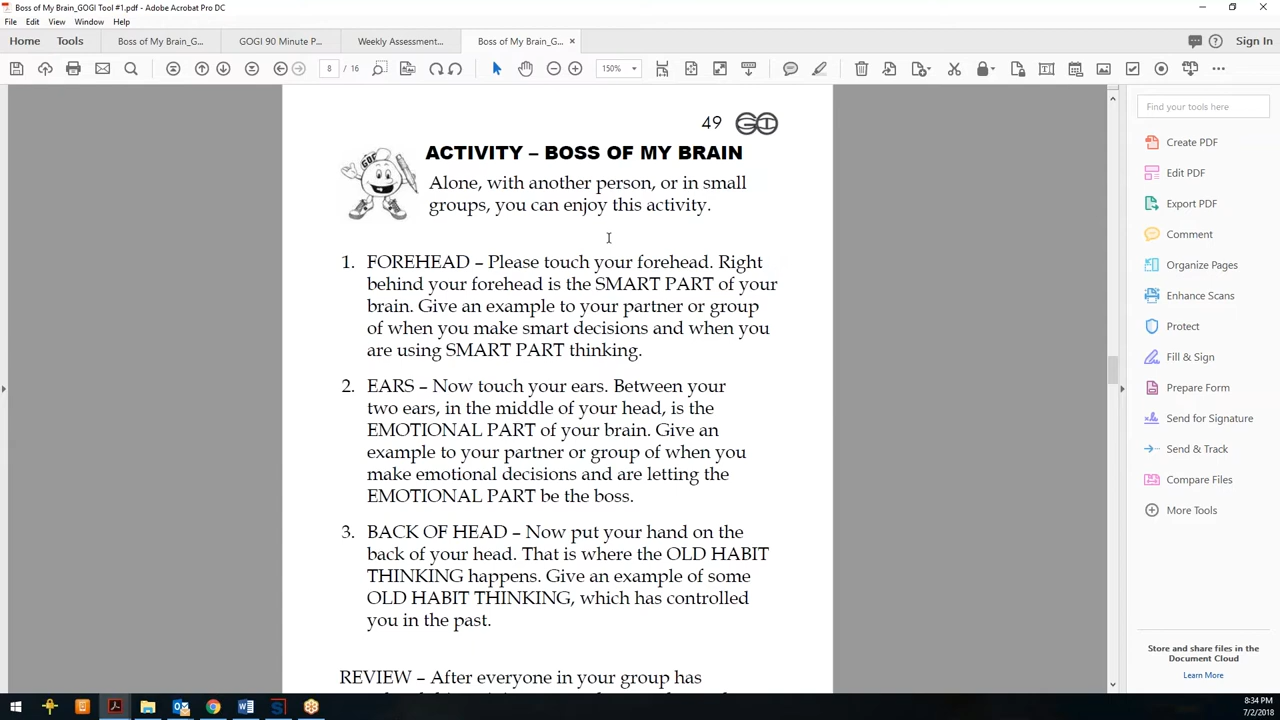 Boss of My Brain_GOGI Tool #1.pdf - Adobe Acrobat Pro DC
File Edit View Window Help
Home Tools Boss of My Brain_G... GOGI 90 Minute P... Weekly Assessment... Boss of My Brain_G... × Sign In
8 / 16 150%
49
GOGI
ACTIVITY – BOSS OF MY BRAIN
Alone, with another person, or in small
groups, you can enjoy this activity.
1. FOREHEAD – Please touch your forehead. Right
behind your forehead is the SMART PART of your
brain. Give an example to your partner or group
of when you make smart decisions and when you
are using SMART PART thinking.
2. EARS – Now touch your ears. Between your
two ears, in the middle of your head, is the
EMOTIONAL PART of your brain. Give an
example to your partner or group of when you
make emotional decisions and are letting the
EMOTIONAL PART be the boss.
3. BACK OF HEAD – Now put your hand on the
back of your head. That is where the OLD HABIT
THINKING happens. Give an example of some
OLD HABIT THINKING, which has controlled
you in the past.
REVIEW – After everyone in your group has
Find your tools here
Create PDF
Edit PDF
Export PDF
Comment
Organize Pages
Enhance Scans
Protect
Fill & Sign
Prepare Form
Send for Signature
Send & Track
Compare Files
More Tools
Store and share files in the
Document Cloud
Learn More
8:34 PM
7/2/2018